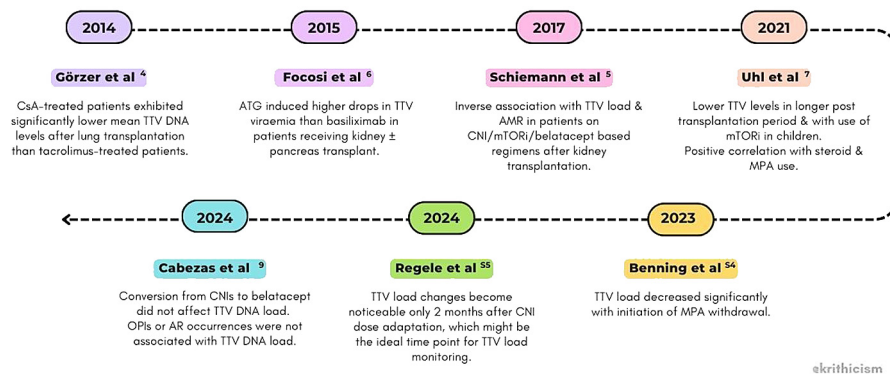 2014
2015
2017
2021
Görzer et al 4
Focosi et al 6
Schiemann et al 5
Uhl et al 7
CsA-treated patients exhibited
significantly lower mean TTV DNA
levels after lung transplantation
than tacrolimus-treated patients.
ATG induced higher drops in TTV
viraemia than basiliximab in
patients receiving kidney ±
pancreas transplant.
Inverse association with TTV load &
AMR in patients on
CNI/mTORi/belatacept based
regimens after kidney
transplantation.
Lower TTV levels in longer post
transplantation period & with use of
mTORi in children.
Positive correlation with steroid &
MPA use.
2024
2024
2023
Cabezas et al 9
Regele et al S5
Benning et al S4
Conversion from CNIs to belatacept
did not affect TTV DNA load.
OPIs or AR occurrences were not
associated with TTV DNA load.
TTV load changes become
noticeable only 2 months after CNI
dose adaptation, which might be
the ideal time point for TTV load
monitoring.
TTV load decreased significantly
with initiation of MPA withdrawal.
@krithicism